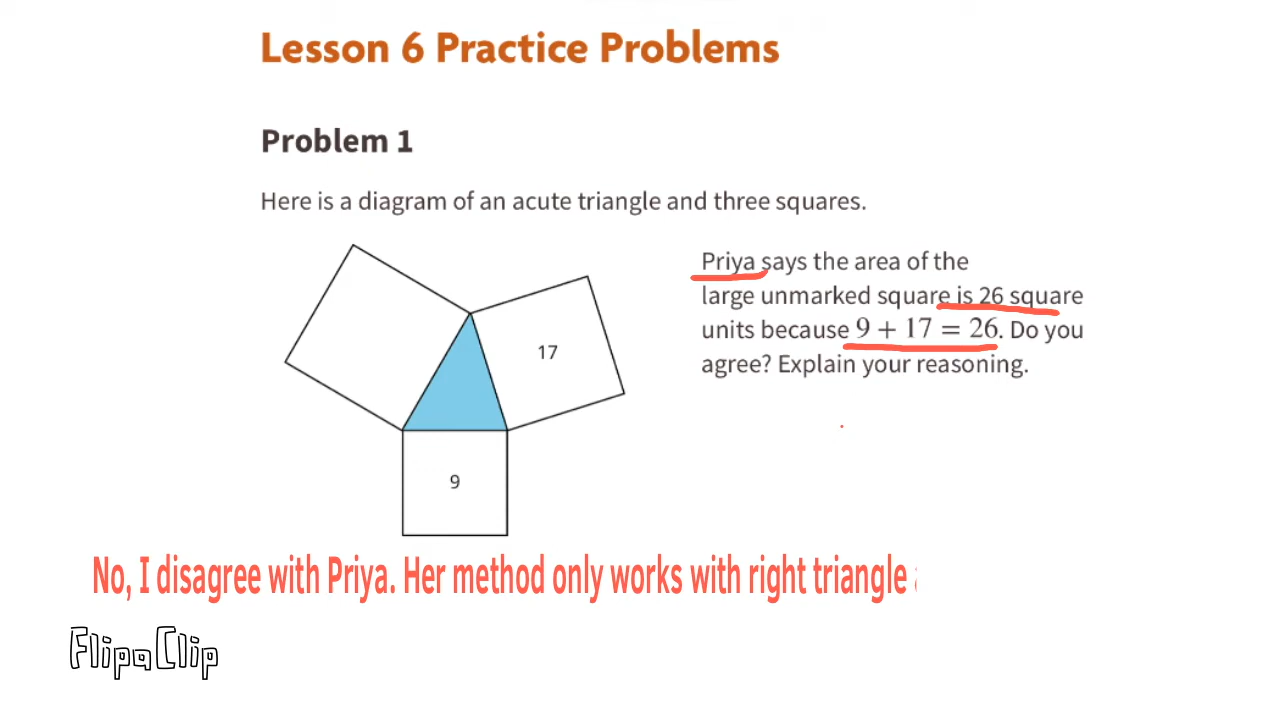 Lesson 6 Practice Problems
Problem 1
Here is a diagram of an acute triangle and three squares.
Priya says the area of the
large unmarked square is 26 square
units because 9 + 17 = 26. Do you
agree? Explain your reasoning.
17
9
No, I disagree with Priya. Her method only works with right triangle
FlipaClip